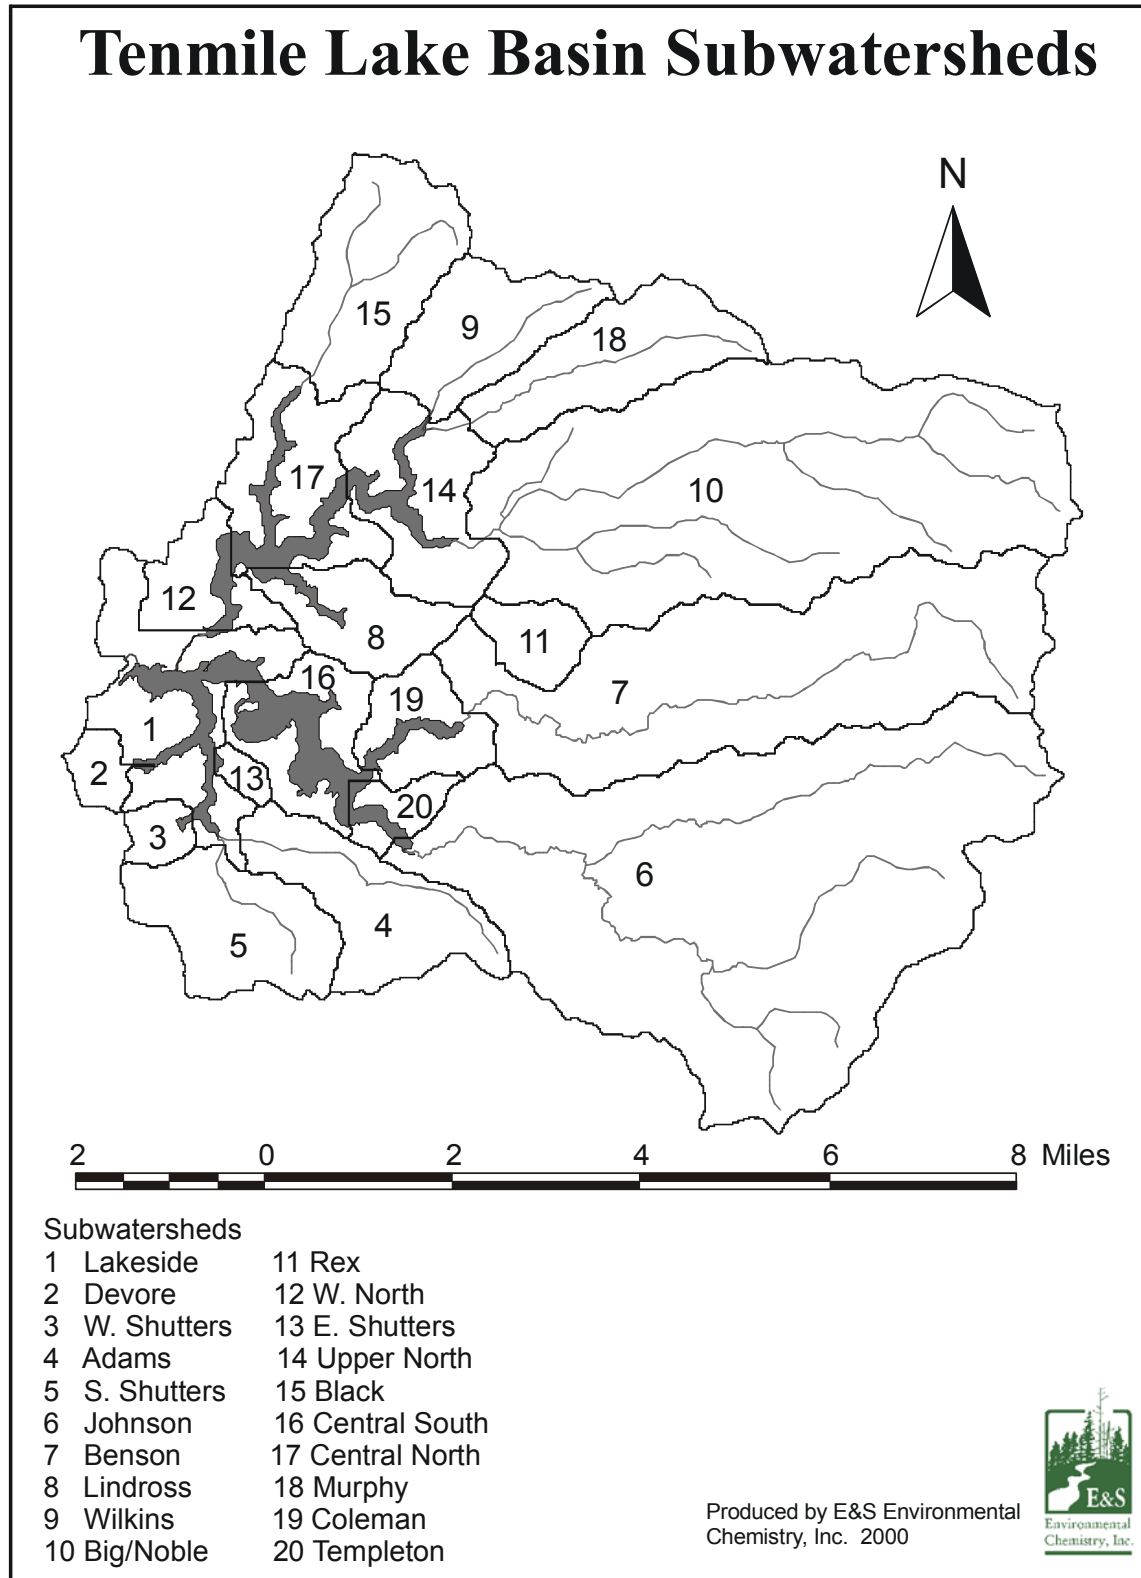 Tenmile Lake Basin Subwatersheds
N
15
9
18
17
14
10
12
8
11
16
19
7
1
2
13
20
3
6
4
5
2 0 2 4 6 8 Miles
Subwatersheds
1 Lakeside
2 Devore
3 W. Shutters
4 Adams
5 S. Shutters
6 Johnson
7 Benson
8 Lindross
9 Wilkins
10 Big/Noble
11 Rex
12 W. North
13 E. Shutters
14 Upper North
15 Black
16 Central South
17 Central North
18 Murphy
19 Coleman
20 Templeton
Produced by E&S Environmental
Chemistry, Inc. 2000
E&S
Environmental
Chemistry, Inc.